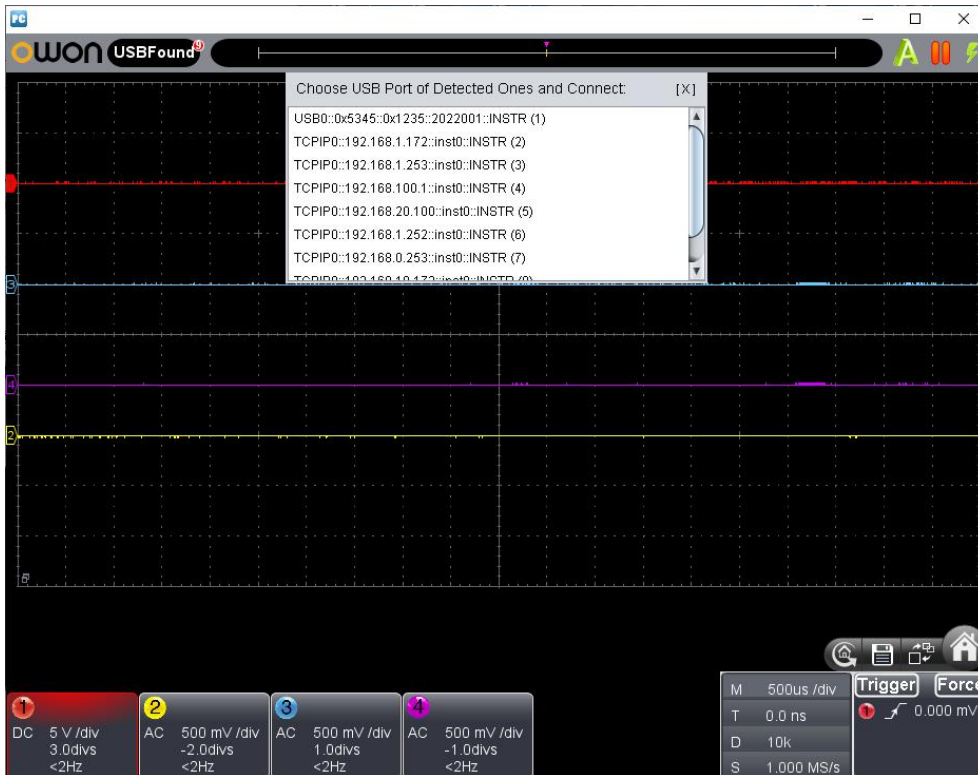 PC
OWON USBFound 9
Choose USB Port of Detected Ones and Connect: [X]
USB0::0x5345::0x1235::2022001::INSTR (1)
TCPIP0::192.168.1.172::inst0::INSTR (2)
TCPIP0::192.168.1.253::inst0::INSTR (3)
TCPIP0::192.168.100.1::inst0::INSTR (4)
TCPIP0::192.168.20.100::inst0::INSTR (5)
TCPIP0::192.168.1.252::inst0::INSTR (6)
TCPIP0::192.168.0.253::inst0::INSTR (7)
3
4
2
1
DC 5 V /div
3.0divs
<2Hz
2
AC 500 mV /div
-2.0divs
<2Hz
3
AC 500 mV /div
1.0divs
<2Hz
4
AC 500 mV /div
-1.0divs
<2Hz
M 500us /div
T 0.0 ns
D 10k
S 1.000 MS/s
Trigger Force
1 0.000 mV